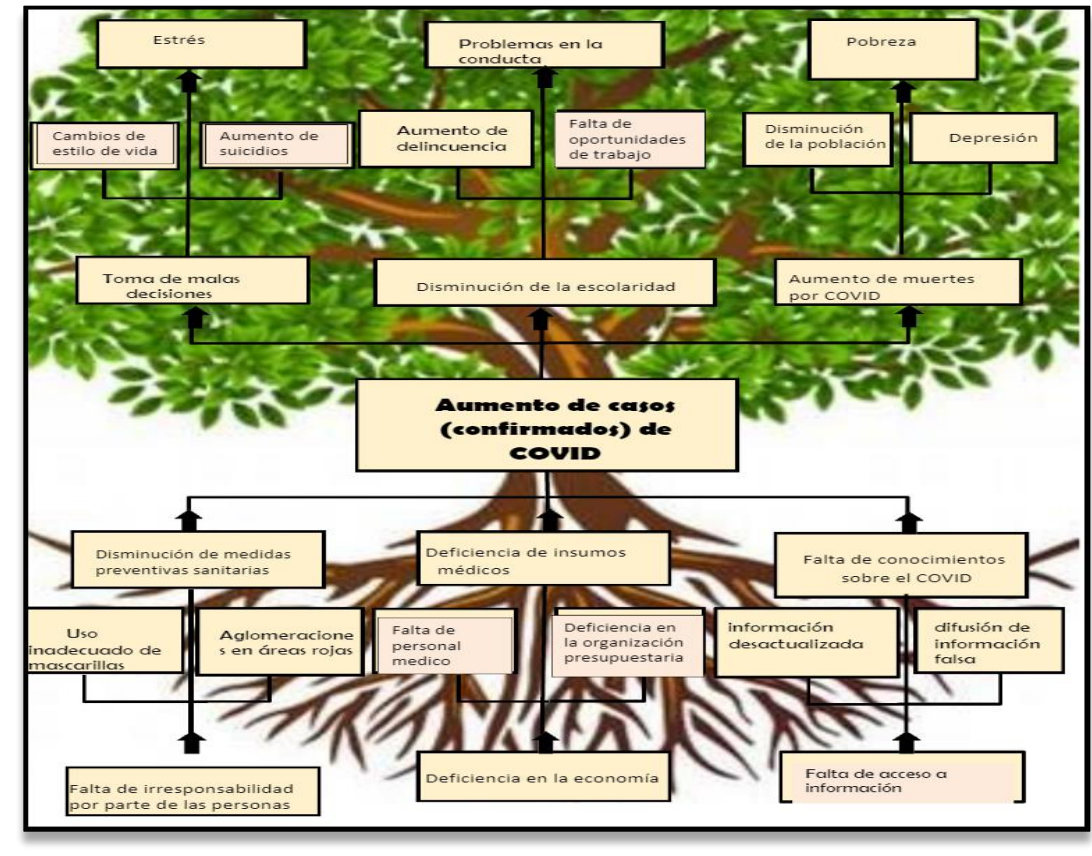 Estrés
Problemas en la
conducta
Pobreza
Cambios de
estilo de vida
Aumento de
suicidios
Aumento de
delincuencia
Falta de
oportunidades
de trabajo
Disminución
de la población
Depresión
Toma de malas
decisiones
Disminución de la escolaridad
Aumento de muertes
por COVID
Aumento de casos
(confirmados) de
COVID
Disminución de medidas
preventivas sanitarias
Deficiencia de insumos
médicos
Falta de conocimientos
sobre el COVID
Uso
inadecuado de
mascarillas
Aglomeracione
s en áreas rojas
Falta de
personal
medico
Deficiencia en
la organización
presupuestaria
información
desactualizada
difusión de
información
falsa
Falta de irresponsabilidad
por parte de las personas
Deficiencia en la economía
Falta de acceso a
información